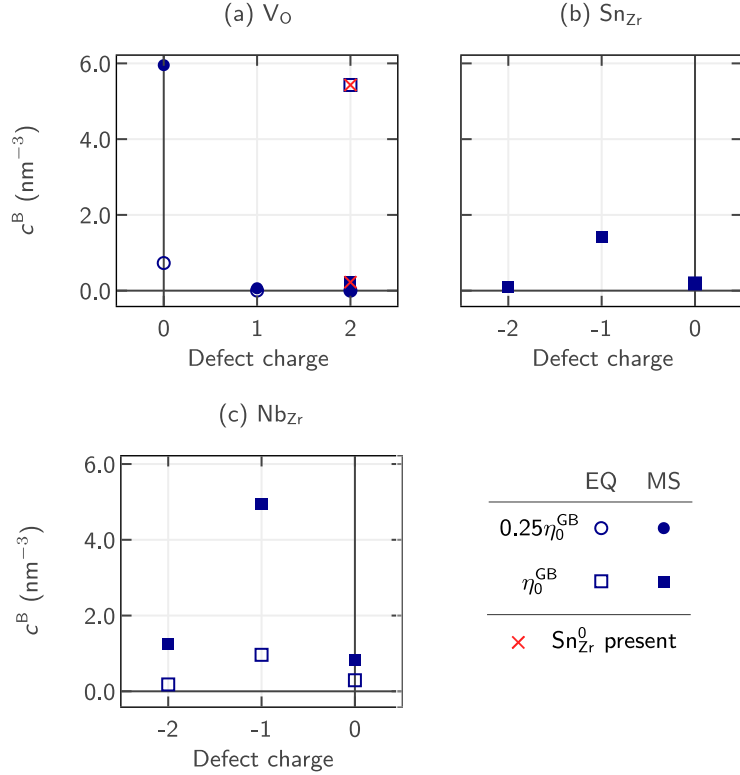 (a) V_O
(b) Sn_Zr
6.0
4.0
2.0
0.0
c^B (nm^−3)
0 1 2
Defect charge
-2 -1 0
Defect charge
(c) Nb_Zr
6.0
4.0
2.0
0.0
c^B (nm^−3)
-2 -1 0
Defect charge
EQ MS
0.25η_0^GB
η_0^GB
Sn_Zr^0 present